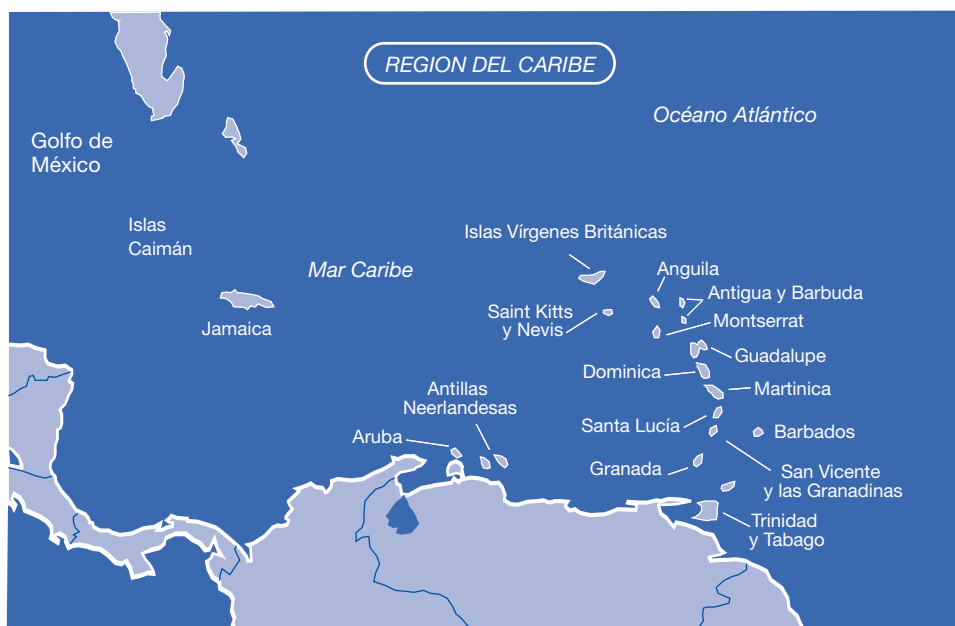 REGION DEL CARIBE
Océano Atlántico
Golfo de
México
Islas
Caimán
Islas Vírgenes Británicas
Mar Caribe
Anguila
Antigua y Barbuda
Saint Kitts
y Nevis
Montserrat
Jamaica
Guadalupe
Dominica
Martinica
Antillas
Neerlandesas
Santa Lucía
Barbados
Aruba
Granada
San Vicente
y las Granadinas
Trinidad
y Tabago